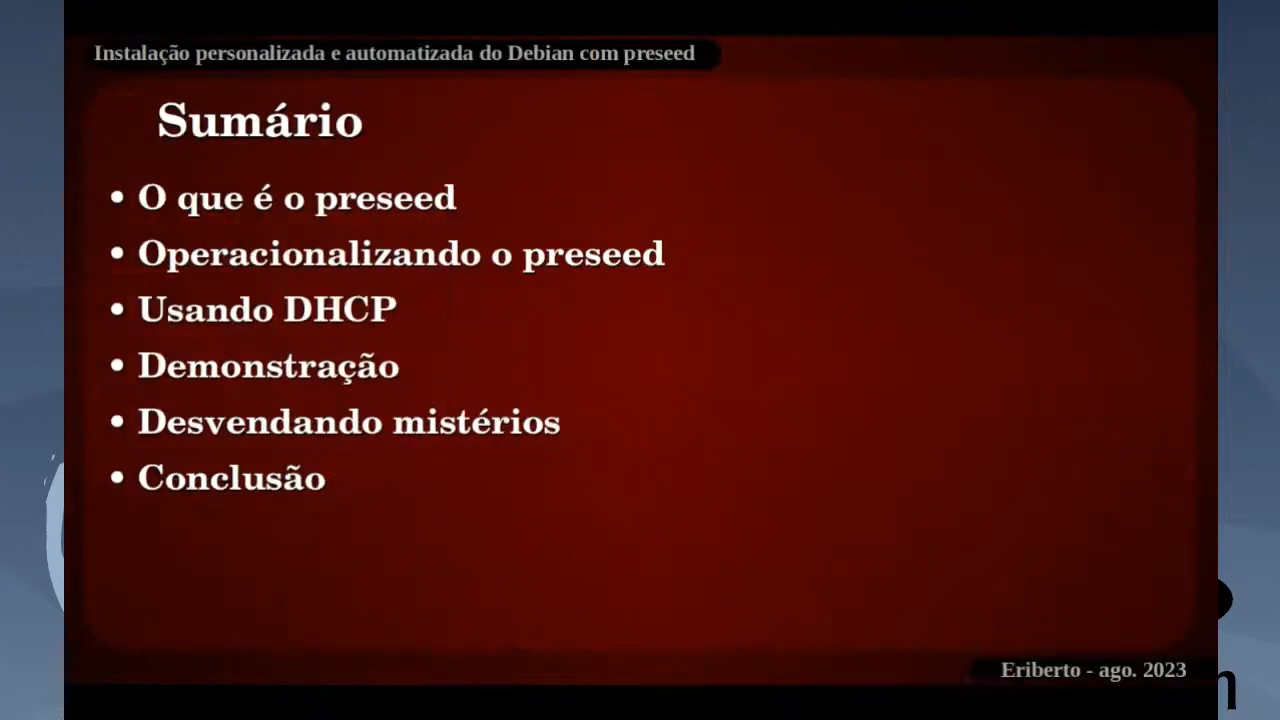 Instalação personalizada e automatizada do Debian com preseed
Sumário
• O que é o preseed
• Operacionalizando o preseed
• Usando DHCP
• Demonstração
• Desvendando mistérios
• Conclusão
Eriberto - ago. 2023